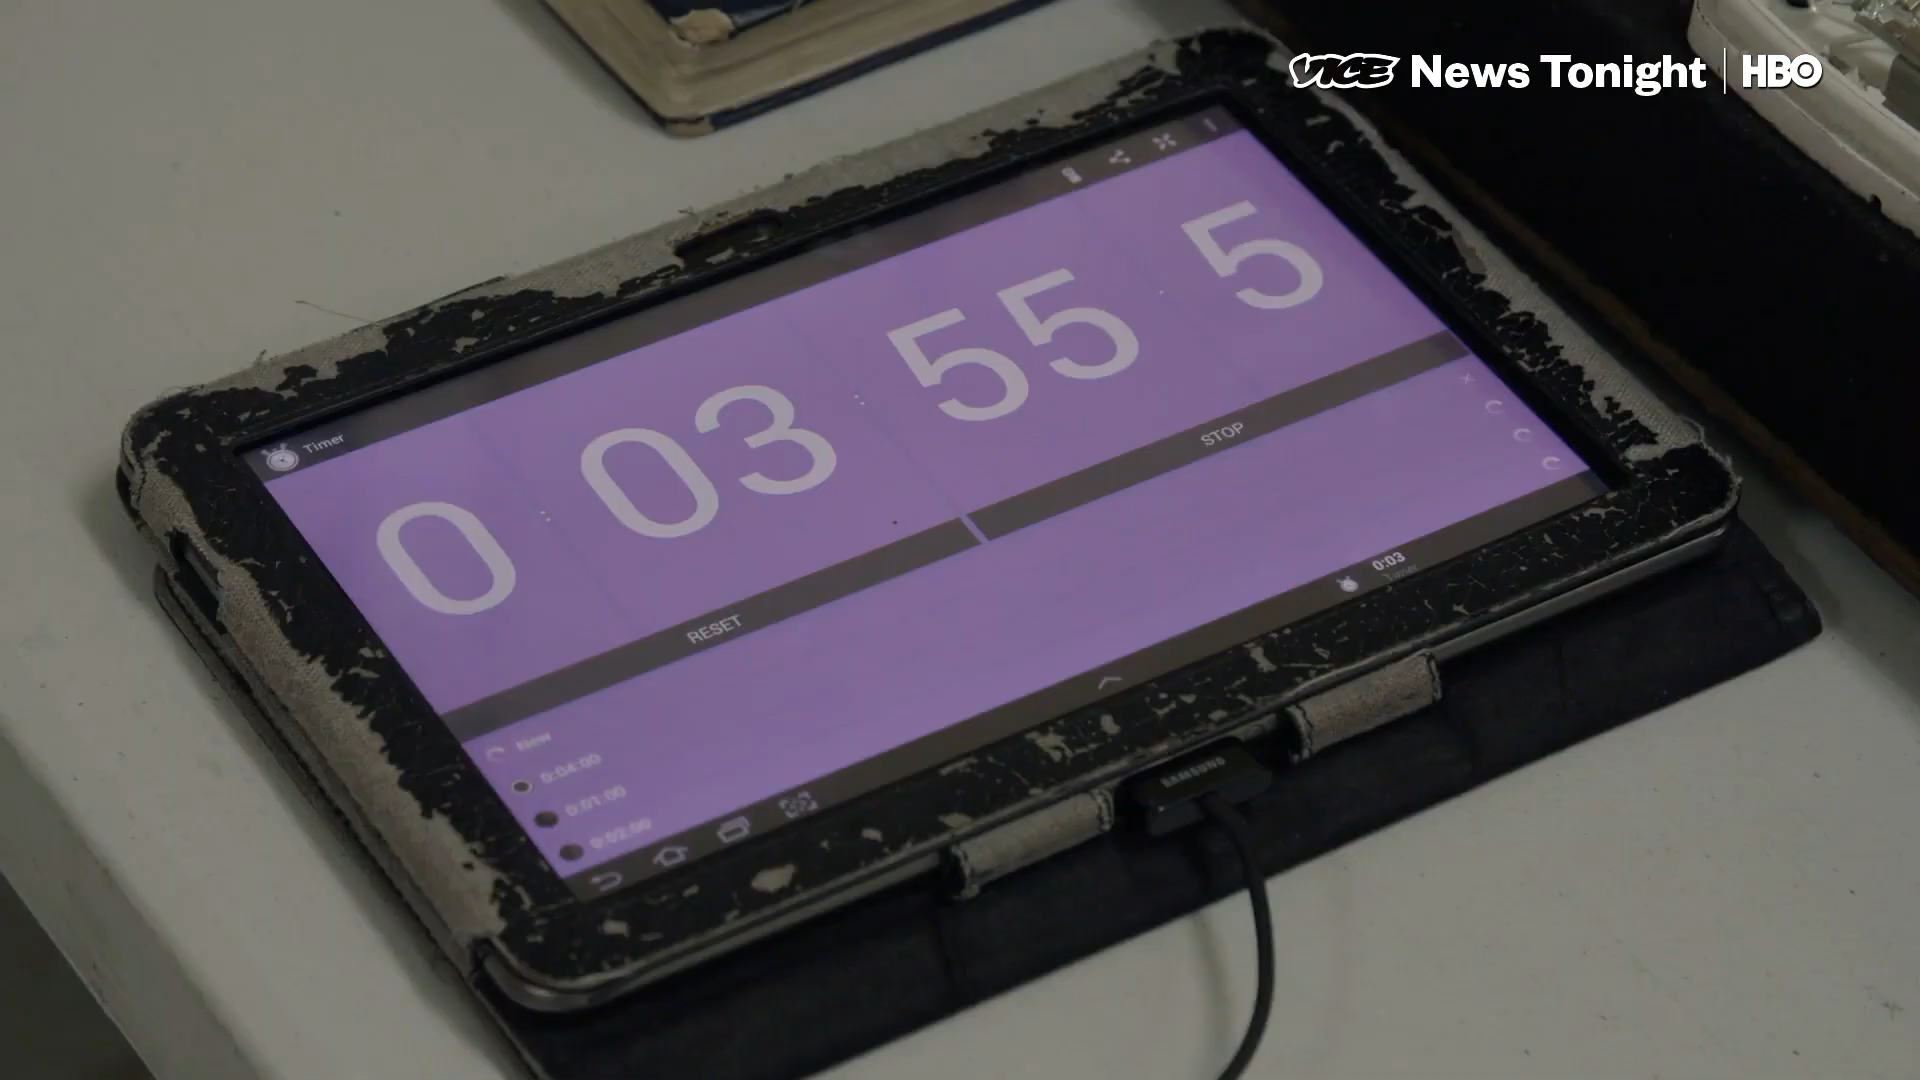 VICE News Tonight | HBO
Timer
0 : 03 : 55 . 5
RESET
STOP
New
0:04:00
0:01:00
0:02:00
0:03
Timer
SAMSUNG